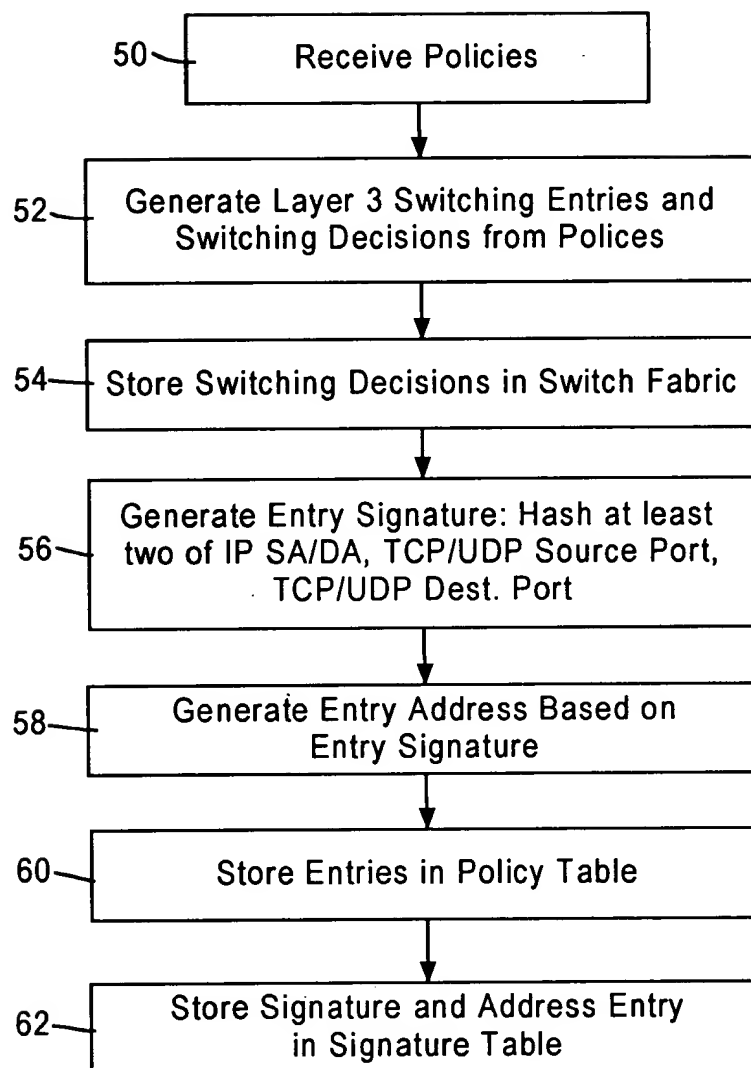 50
Receive Policies
52
Generate Layer 3 Switching Entries and
Switching Decisions from Polices
54
Store Switching Decisions in Switch Fabric
56
Generate Entry Signature: Hash at least
two of IP SA/DA, TCP/UDP Source Port,
TCP/UDP Dest. Port
58
Generate Entry Address Based on
Entry Signature
60
Store Entries in Policy Table
62
Store Signature and Address Entry
in Signature Table